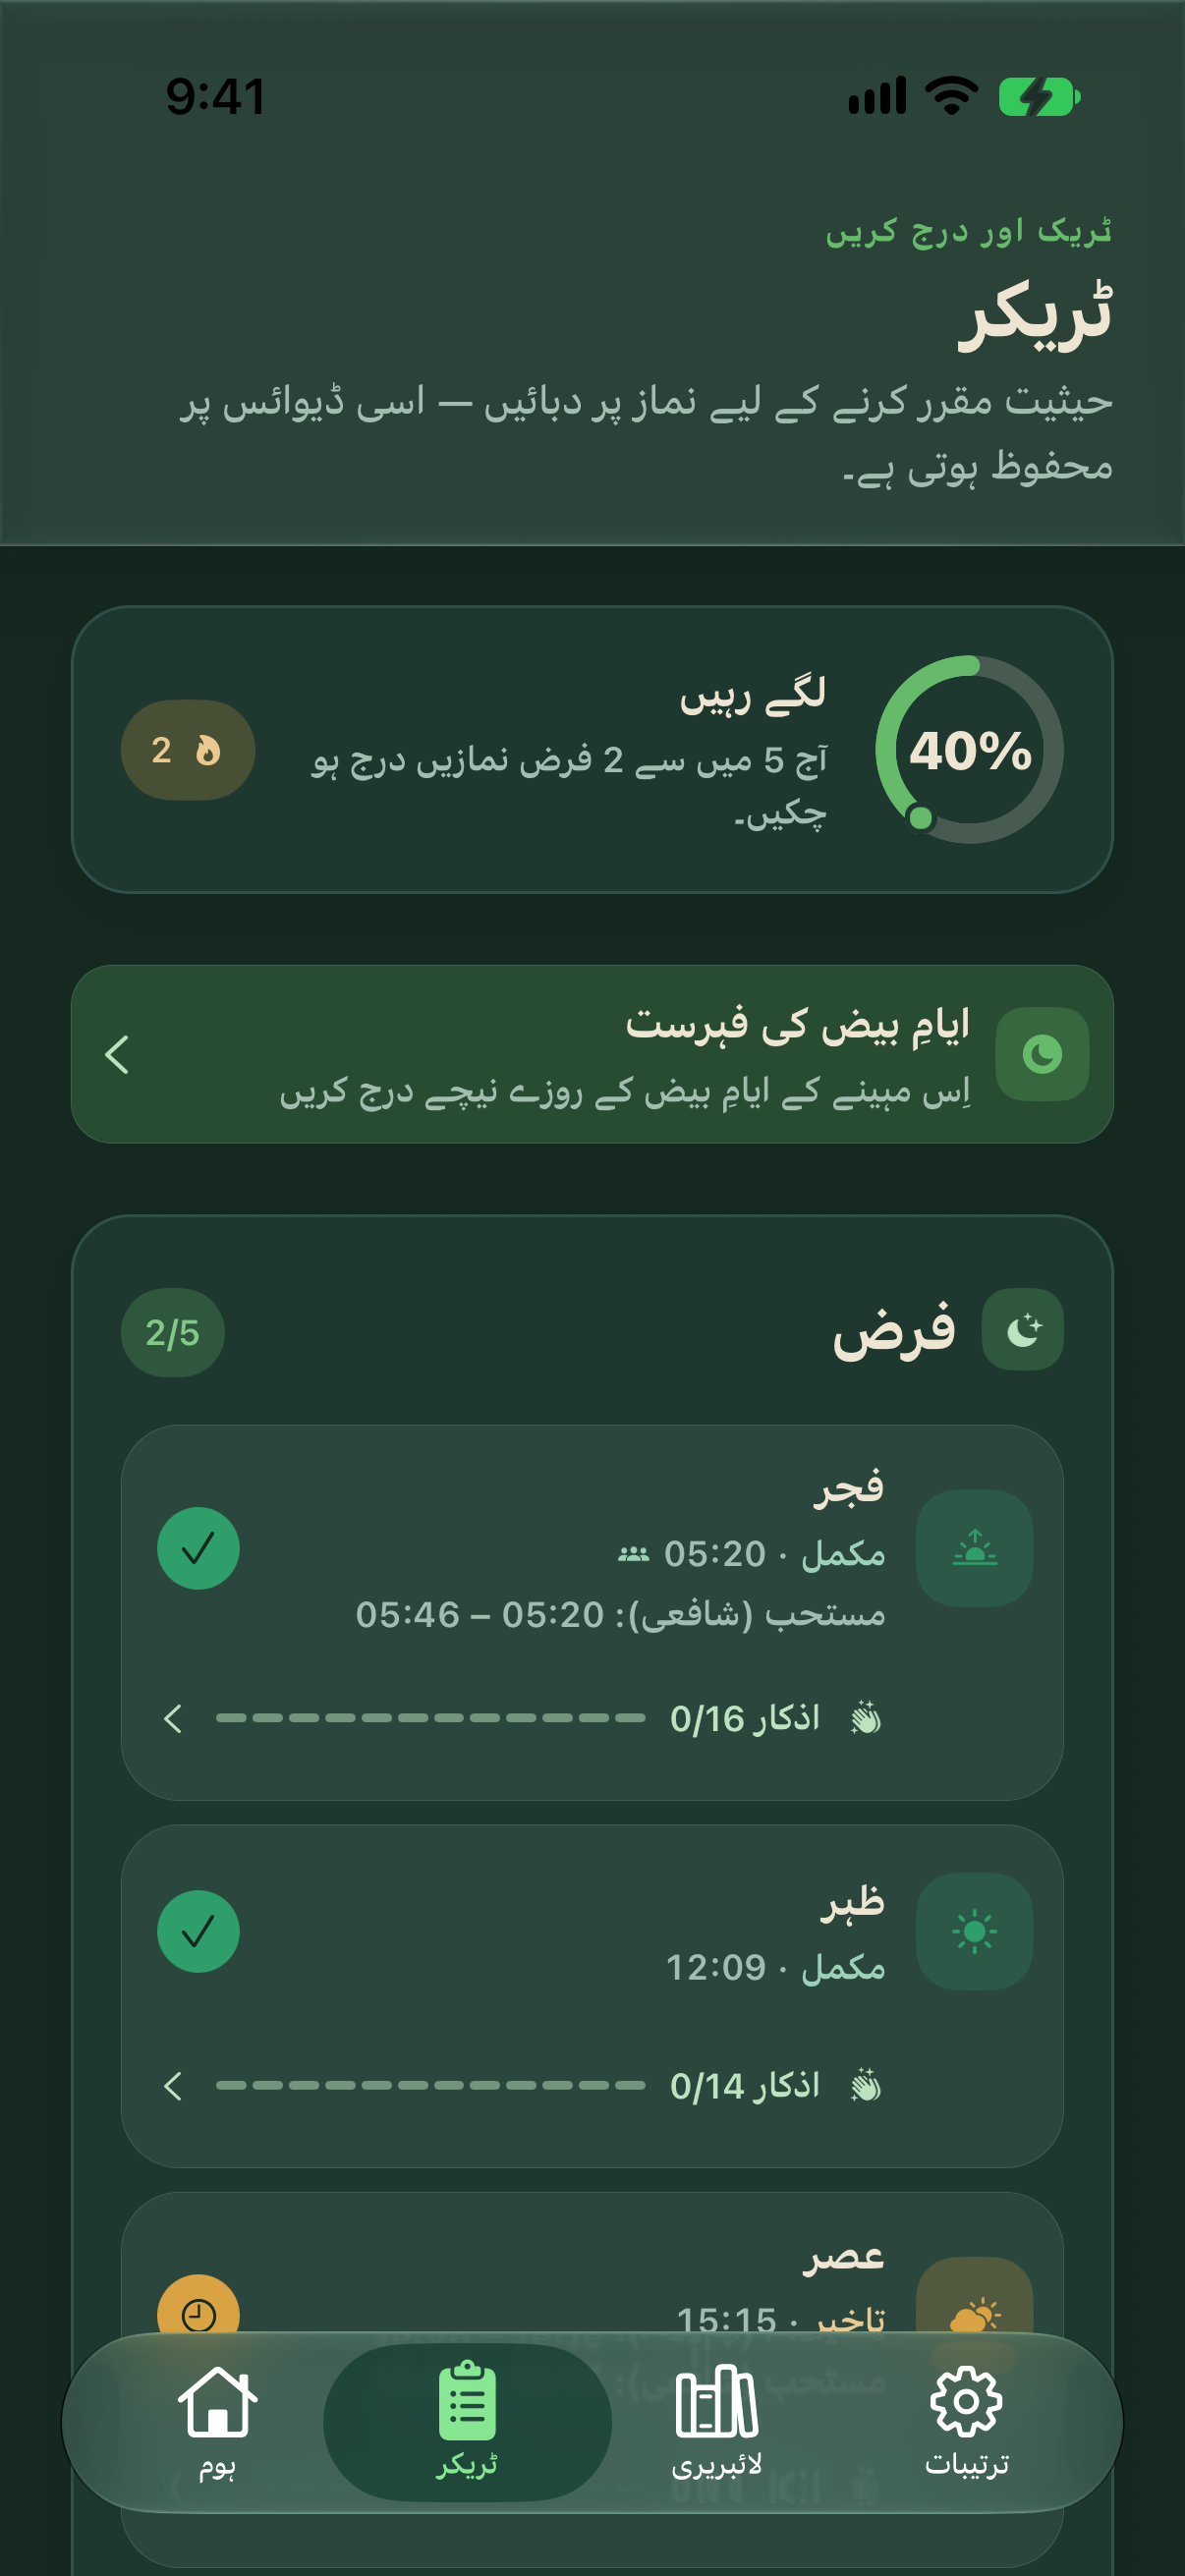 9:41
ٹریک اور درج کریں
ٹریکر
حیثیت مقرر کرنے کے لیے نماز پر دبائیں — اسی ڈیوائس پر
محفوظ ہوتی ہے۔
40%
لگے رہیں
آج 5 میں سے 2 فرض نمازیں درج ہو
چکیں۔
2
ایامِ بیض کی فہرست
اِس مہینے کے ایامِ بیض کے روزے نیچے درج کریں
فرض
2/5
فجر
مکمل · 05:20
مستحب (شافعی): 05:20 – 05:46
اذکار 0/16
ظہر
مکمل · 12:09
اذکار 0/14
عصر
تاخیر · 15:15
مستحب
ترتیبات
لائبریری
ٹریکر
ہوم